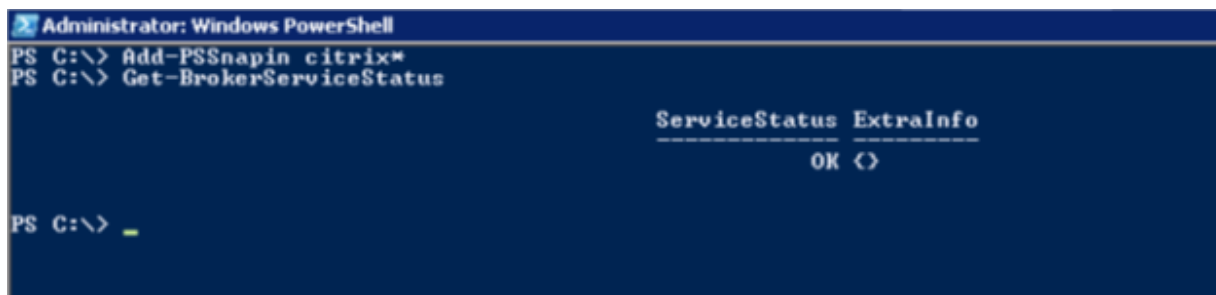 Administrator: Windows PowerShell
PS C:\> Add-PSSnapin citrix*
PS C:\> Get-BrokerServiceStatus
ServiceStatus ExtraInfo
------------- ---------
OK {}
PS C:\> _